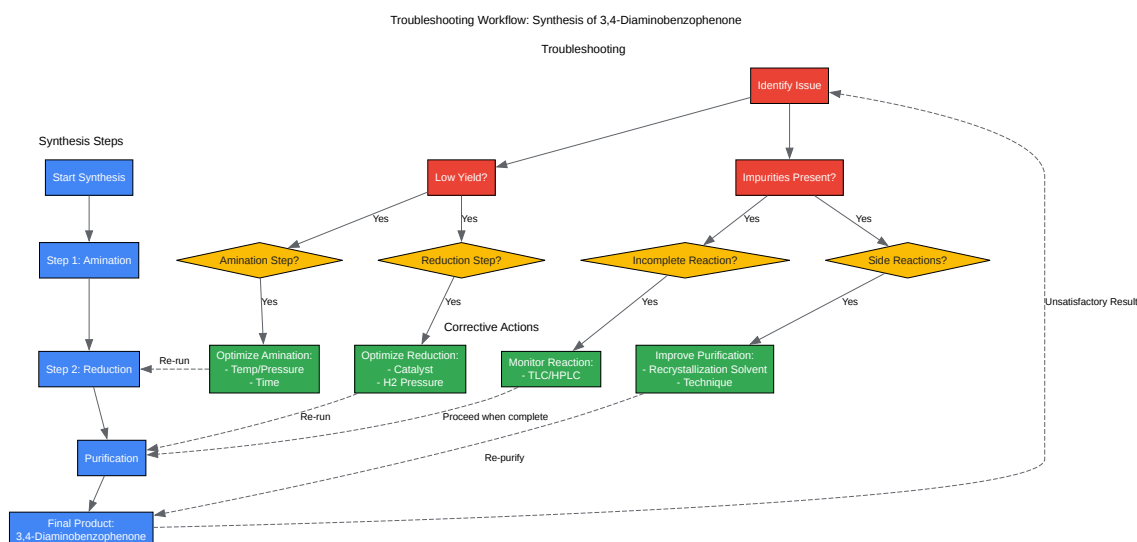 Troubleshooting Workflow: Synthesis of 3,4-Diaminobenzophenone
Troubleshooting
Identify Issue
Synthesis Steps
Start Synthesis
Low Yield?
Impurities Present?
Yes
Yes
Yes
Yes
Step 1: Amination
Amination Step?
Reduction Step?
Incomplete Reaction?
Side Reactions?
Yes
Yes
Yes
Yes
Unsatisfactory Result
Corrective Actions
Step 2: Reduction
Re-run
Optimize Amination:
- Temp/Pressure
- Time
Optimize Reduction:
- Catalyst
- H2 Pressure
Monitor Reaction:
- TLC/HPLC
Improve Purification:
- Recrystallization Solvent
- Technique
Re-run
Proceed when complete
Purification
Re-purify
Final Product:
3,4-Diaminobenzophenone